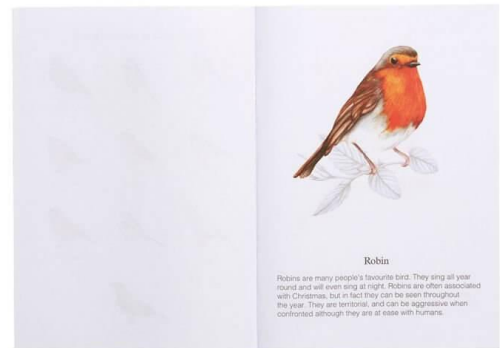 Robin
Robins are many people's favourite bird. They sing all year
round and will even sing at night. Robins are often associated
with Christmas, but in fact they can be seen throughout
the year. They are territorial, and can be aggressive when
confronted although they are at ease with humans.